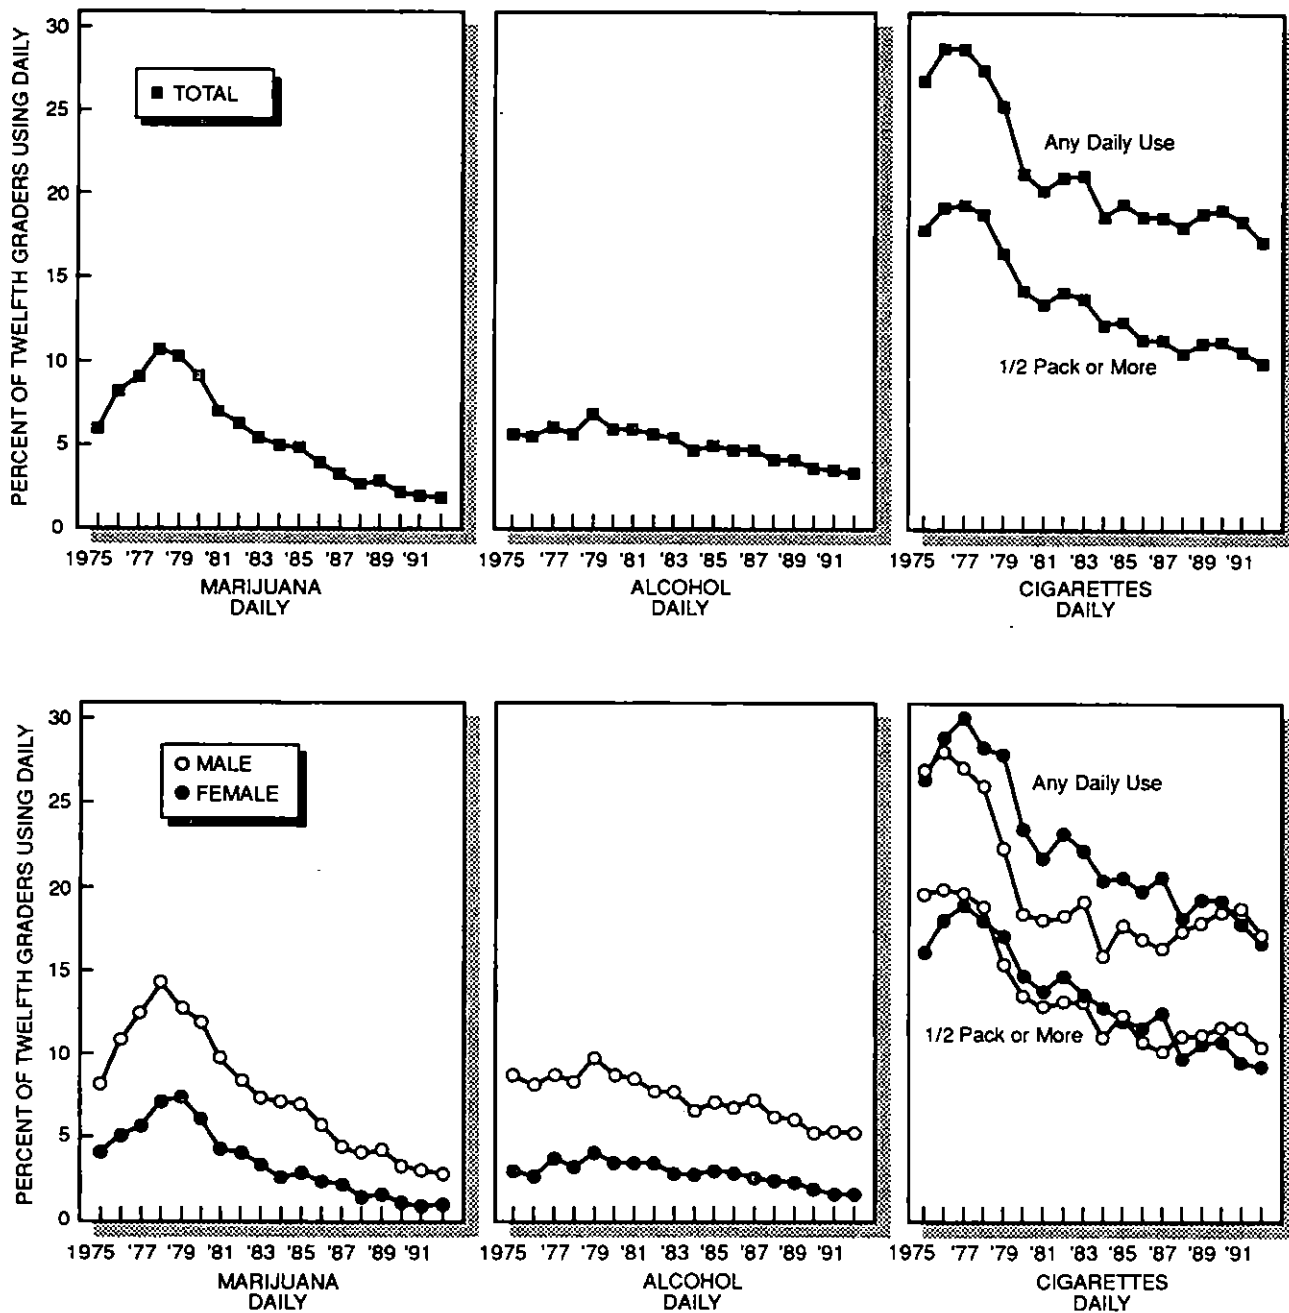 PERCENT OF TWELFTH GRADERS USING DAILY
30
25
20
15
10
5
0
TOTAL
Any Daily Use
1/2 Pack or More
1975 '77 '79 '81 '83 '85 '87 '89 '91
MARIJUANA
DAILY
1975 '77 '79 '81 '83 '85 '87 '89 '91
ALCOHOL
DAILY
1975 '77 '79 '81 '83 '85 '87 '89 '91
CIGARETTES
DAILY
PERCENT OF TWELFTH GRADERS USING DAILY
30
25
20
15
10
5
0
MALE
FEMALE
Any Daily Use
1/2 Pack or More
1975 '77 '79 '81 '83 '85 '87 '89 '91
MARIJUANA
DAILY
1975 '77 '79 '81 '83 '85 '87 '89 '91
ALCOHOL
DAILY
1975 '77 '79 '81 '83 '85 '87 '89 '91
CIGARETTES
DAILY